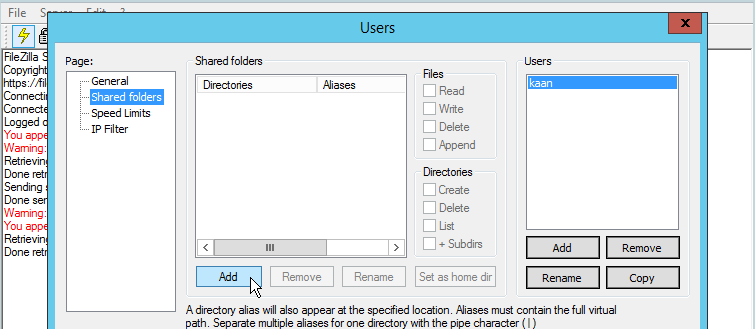 File Server Edit ?
Users
FileZilla S
Copyright
https://file
Connectin
Connecte
Logged o
You appe
Warning:
Retrieving
Done retr
Sending s
Done sen
Warning:
You appe
Retrieving
Done retr
Page:
General
Shared folders
Speed Limits
IP Filter
Shared folders
Directories Aliases
Files
Read
Write
Delete
Append
Directories
Create
Delete
List
+ Subdirs
Add Remove Rename Set as home dir
A directory alias will also appear at the specified location. Aliases must contain the full virtual
path. Separate multiple aliases for one directory with the pipe character ( | )
Users
kaan
Add Remove
Rename Copy